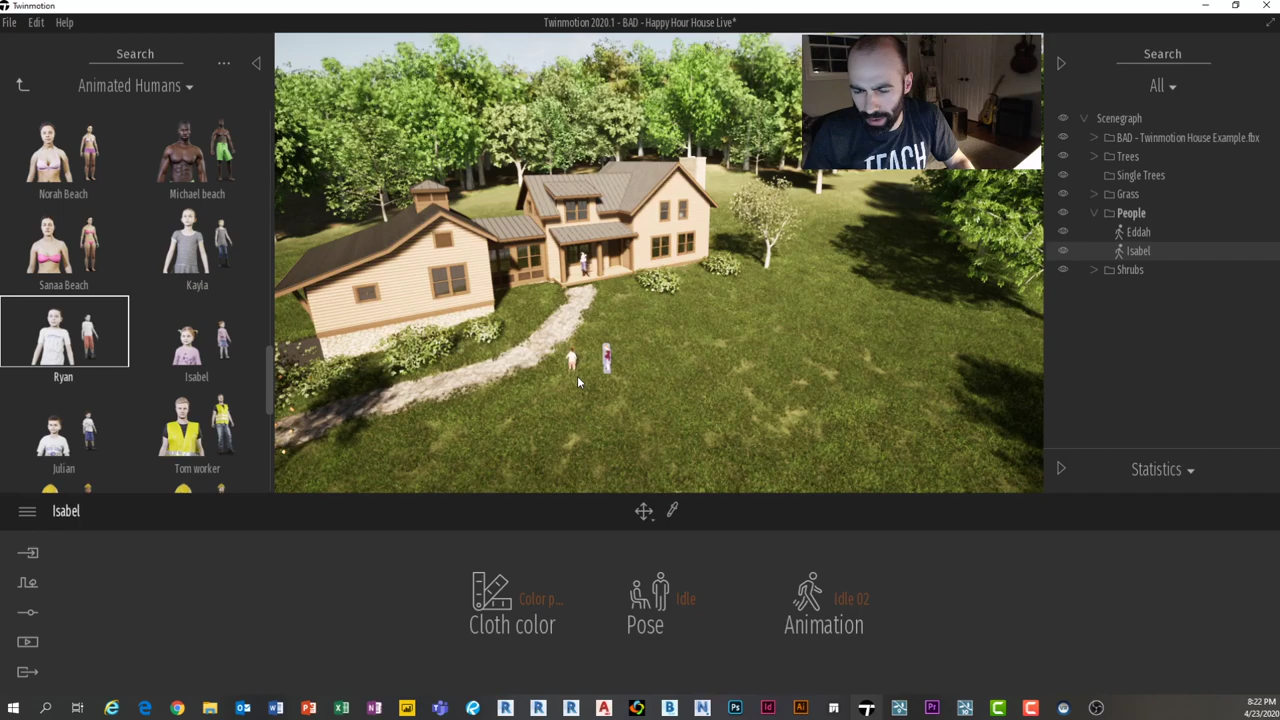 Twinmotion
File Edit Help
Twinmotion 2020.1 - BAD - Happy Hour House Live*
Search
Animated Humans
Norah Beach
Michael beach
Sanaa Beach
Kayla
Ryan
Isabel
Julian
Tom worker
TEACH
Search
All
Scenegraph
BAD - Twinmotion House Example.fbx
Trees
Single Trees
Grass
People
Eddah
Isabel
Shrubs
Statistics
Isabel
Color p...
Cloth color
Idle
Pose
Idle 02
Animation
8:22 PM
4/23/2020